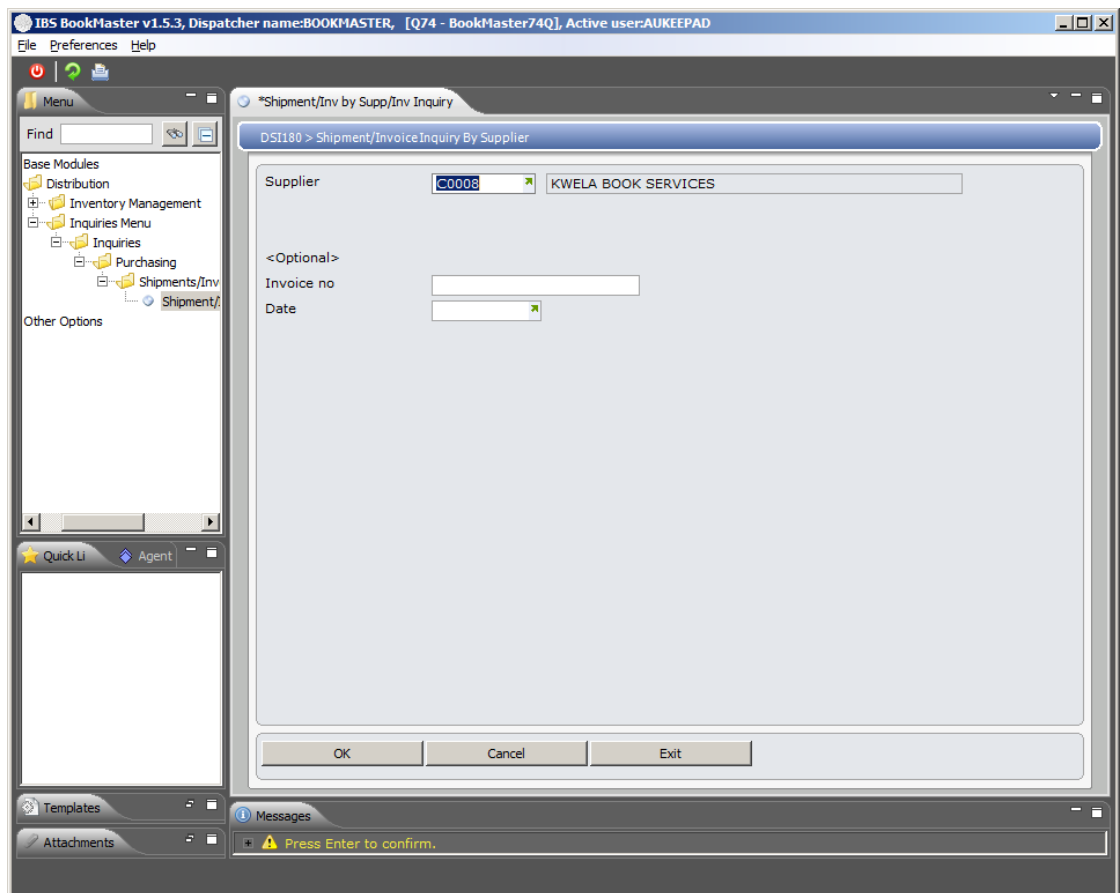 IBS BookMaster v1.5.3, Dispatcher name:BOOKMASTER, [Q74 - BookMaster74Q], Active user:AUKEEPAD
File Preferences Help
Menu
Find
Base Modules
Distribution
Inventory Management
Inquiries Menu
Inquiries
Purchasing
Shipments/Inv
Shipment/
Other Options
Quick Li Agent
Templates
Attachments
*Shipment/Inv by Supp/Inv Inquiry
DSI180 > Shipment/Invoice Inquiry By Supplier
Supplier C0008 KWELA BOOK SERVICES
<Optional>
Invoice no
Date
OK Cancel Exit
Messages
Press Enter to confirm.